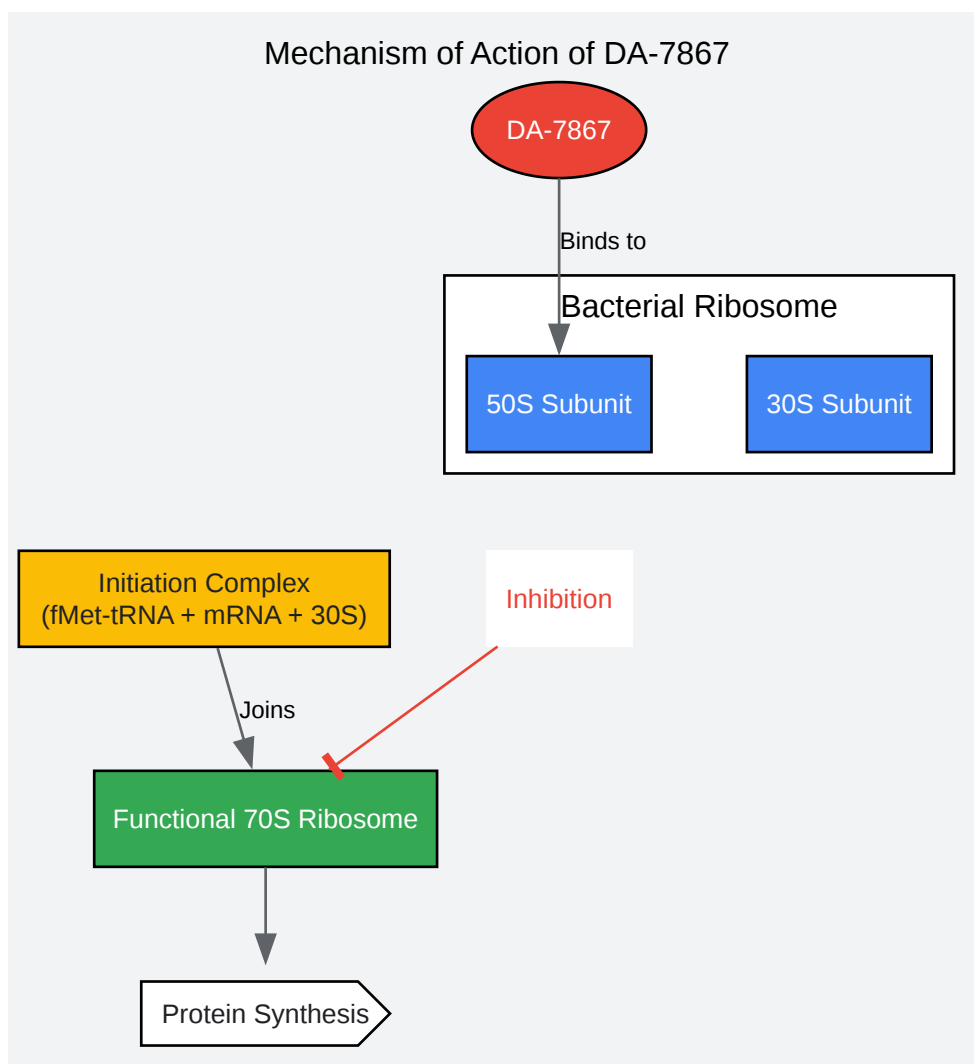 Mechanism of Action of DA-7867
DA-7867
Binds to
Bacterial Ribosome
50S Subunit
30S Subunit
Initiation Complex
(fMet-tRNA + mRNA + 30S)
Inhibition
Joins
Functional 70S Ribosome
Protein Synthesis